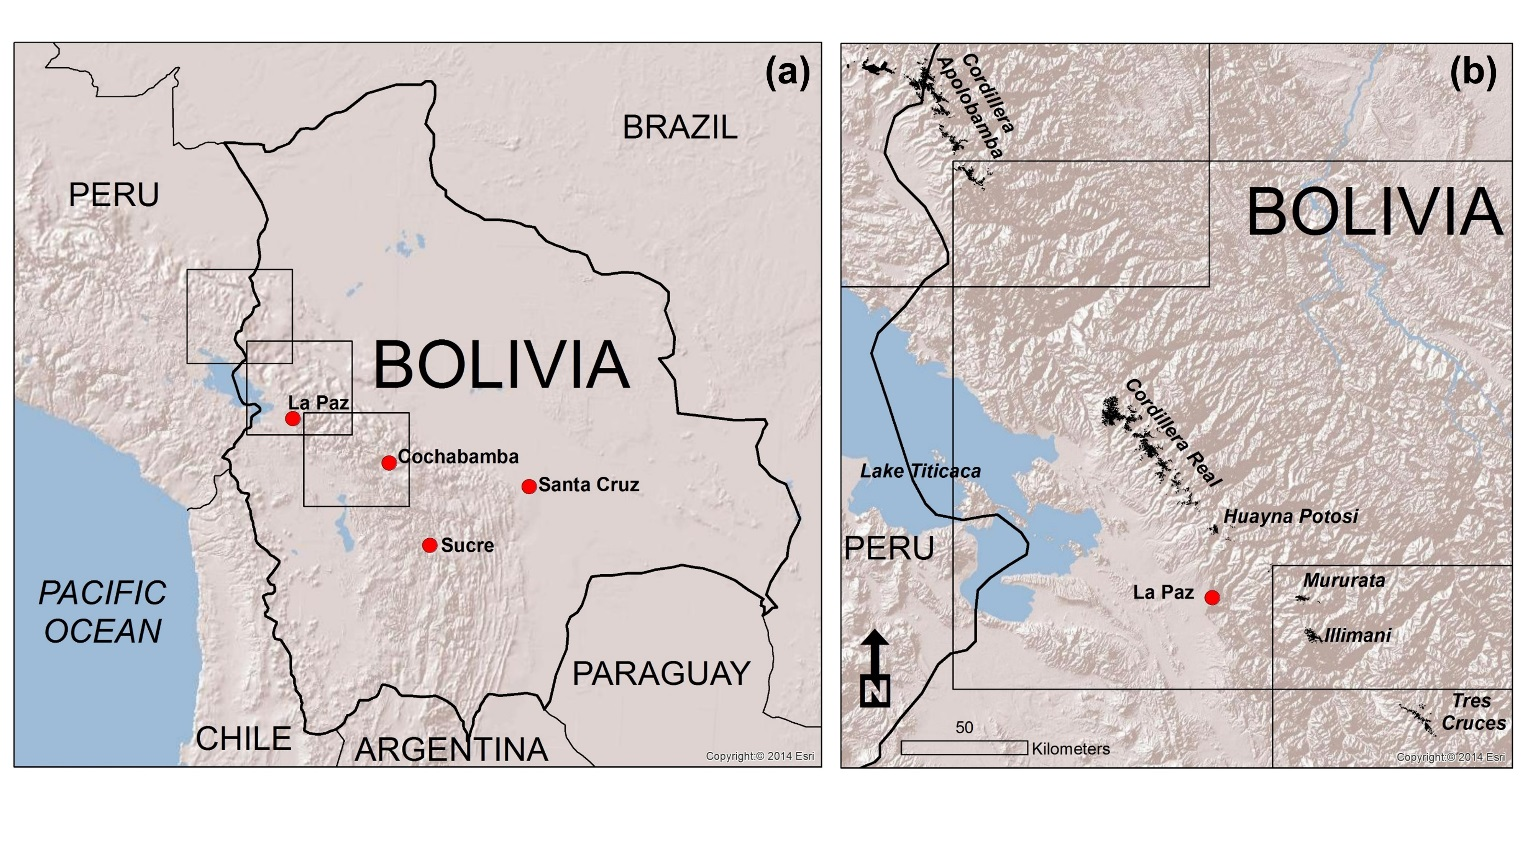 (a)
BRAZIL
PERU
BOLIVIA
La Paz
Cochabamba
Santa Cruz
Sucre
PACIFIC
OCEAN
PARAGUAY
CHILE
ARGENTINA
Copyright:© 2014 Esri
(b)
Cordillera
Apolobamba
BOLIVIA
Cordillera Real
Lake Titicaca
Huayna Potosi
PERU
Mururata
La Paz
Illimani
N
Tres
Cruces
50
Kilometers
Copyright:© 2014 Esri